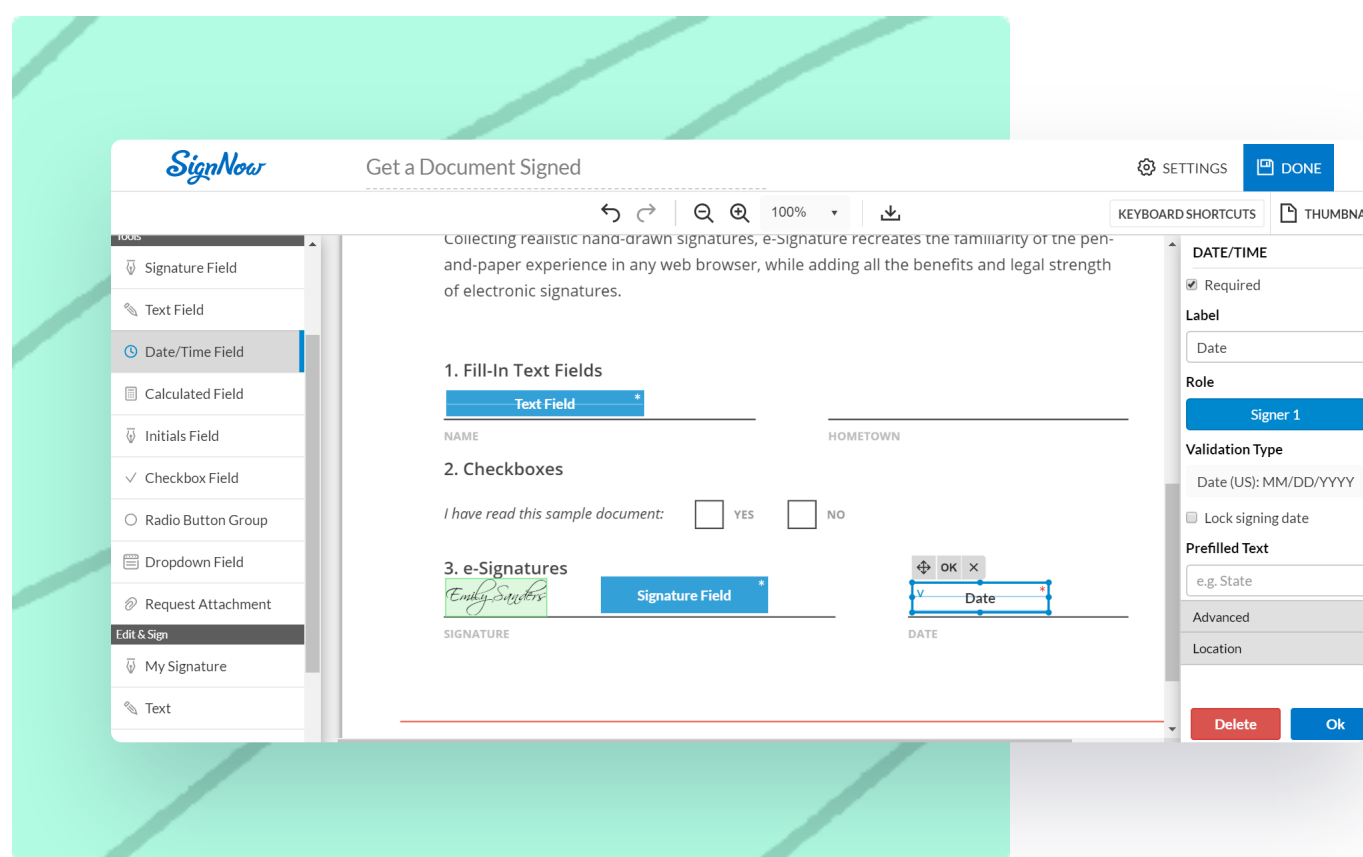 SignNow
Get a Document Signed
SETTINGS
DONE
100%
KEYBOARD SHORTCUTS
THUMBNA
Tools
Signature Field
Text Field
Date/Time Field
Calculated Field
Initials Field
Checkbox Field
Radio Button Group
Dropdown Field
Request Attachment
Edit & Sign
My Signature
Text
Collecting realistic hand-drawn signatures, e-Signature recreates the familiarity of the pen-
and-paper experience in any web browser, while adding all the benefits and legal strength
of electronic signatures.
1. Fill-In Text Fields
Text Field *
NAME
HOMETOWN
2. Checkboxes
I have read this sample document:
YES
NO
3. e-Signatures
Emily Sanders
Signature Field *
SIGNATURE
OK
Date *
DATE
DATE/TIME
Required
Label
Date
Role
Signer 1
Validation Type
Date (US): MM/DD/YYYY
Lock signing date
Prefilled Text
e.g. State
Advanced
Location
Delete
Ok